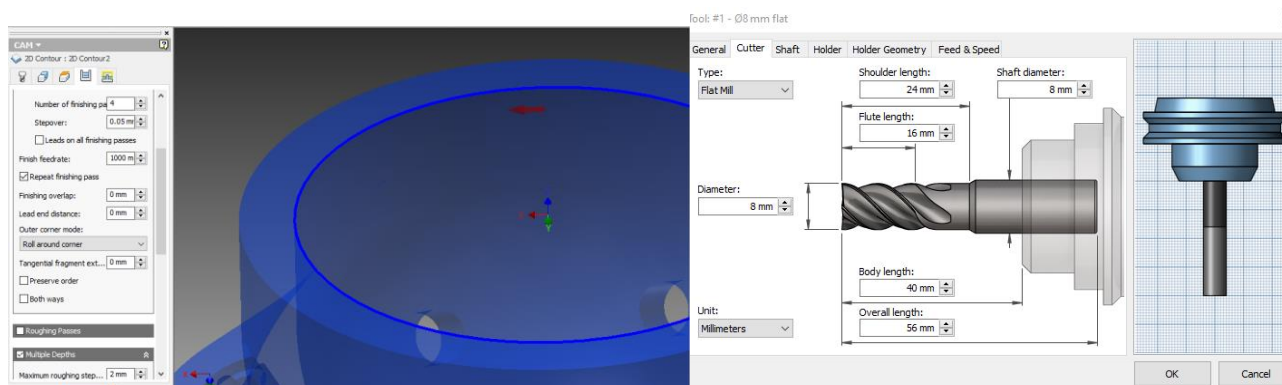 CAM
2D Contour : 2D Contour2
Number of finishing pa 4
Stepover: 0.05 m
Leads on all finishing passes
Finish feedrate: 1000 m
Repeat finishing pass
Finishing overlap: 0 mm
Lead end distance: 0 mm
Outer corner mode:
Roll around corner
Tangential fragment ext... 0 mm
Preserve order
Both ways
Roughing Passes
Multiple Depths
Maximum roughing step... 2 mm
Tool: #1 - Ø8 mm flat
General Cutter Shaft Holder Holder Geometry Feed & Speed
Type:
Flat Mill
Shoulder length:
24 mm
Shaft diameter:
8 mm
Flute length:
16 mm
Diameter:
8 mm
Body length:
40 mm
Unit:
Millimeters
Overall length:
56 mm
OK Cancel